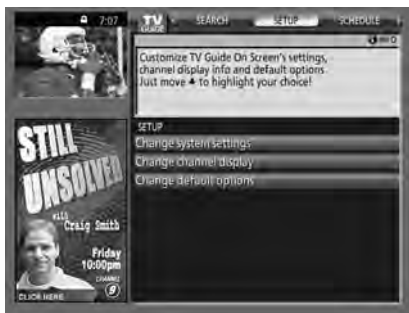 7:07
TV GUIDE
SEARCH
SETUP
SCHEDULE
Customize TV Guide On Screen's settings,
channel display info and default options
Just move ▲ to highlight your choice!
SETUP
Change system settings
Change channel display
Change default options
STILL
UNSOLVED
with
Craig Smith
Friday
10:00pm
CHANNEL
9
CLICK HERE